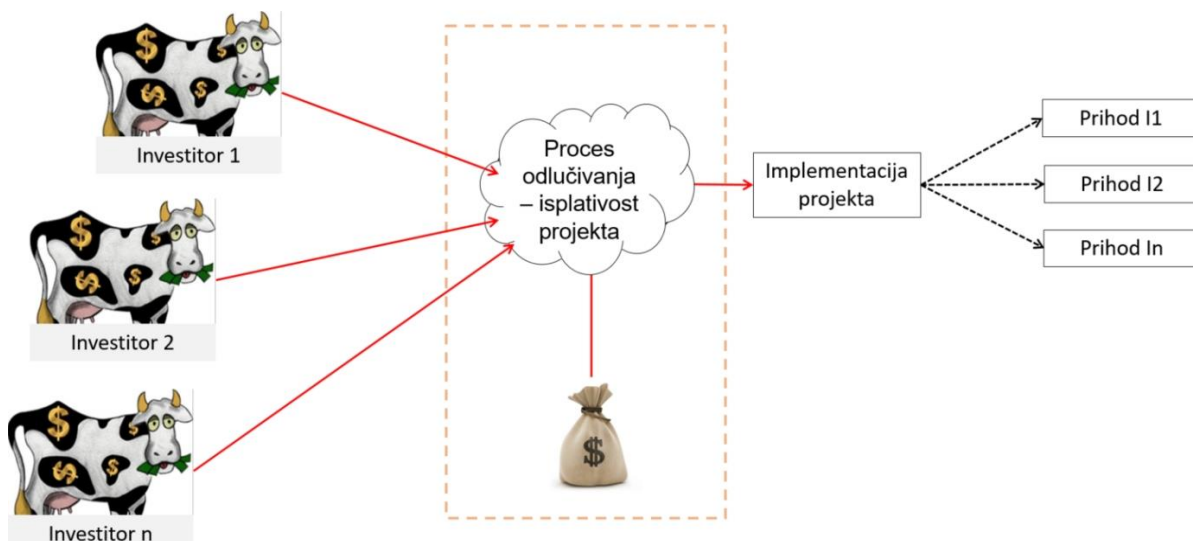 $
$
$
Investitor 1
$
$
$
Investitor 2
$
$
$
Investitor n
Proces
odlučivanja
– isplativost
projekta
$
Implementacija
projekta
Prihod I1
Prihod I2
Prihod In